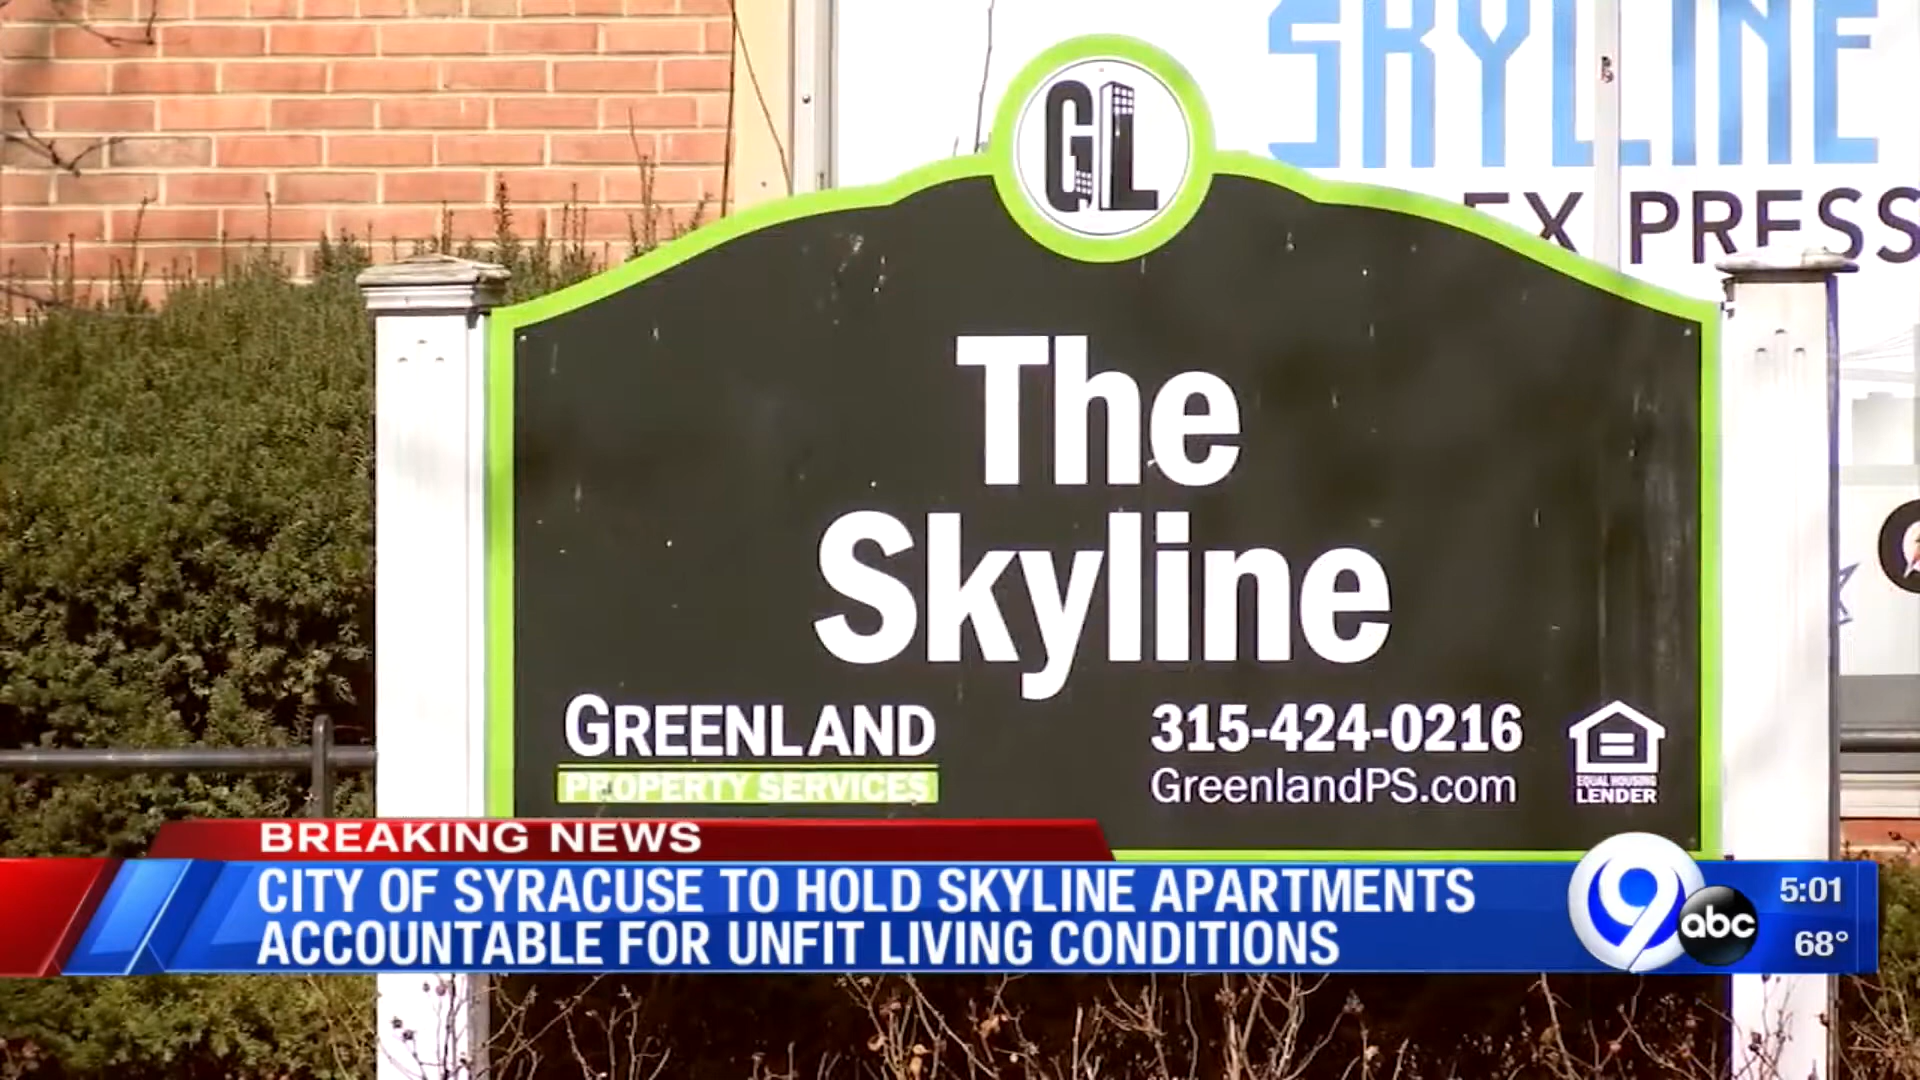 SKYLINE
EXPRESS
GL
The
Skyline
GREENLAND
PROPERTY SERVICES
315-424-0216
GreenlandPS.com
EQUAL HOUSING
LENDER
BREAKING NEWS
CITY OF SYRACUSE TO HOLD SKYLINE APARTMENTS
ACCOUNTABLE FOR UNFIT LIVING CONDITIONS
9
abc
5:01
68°